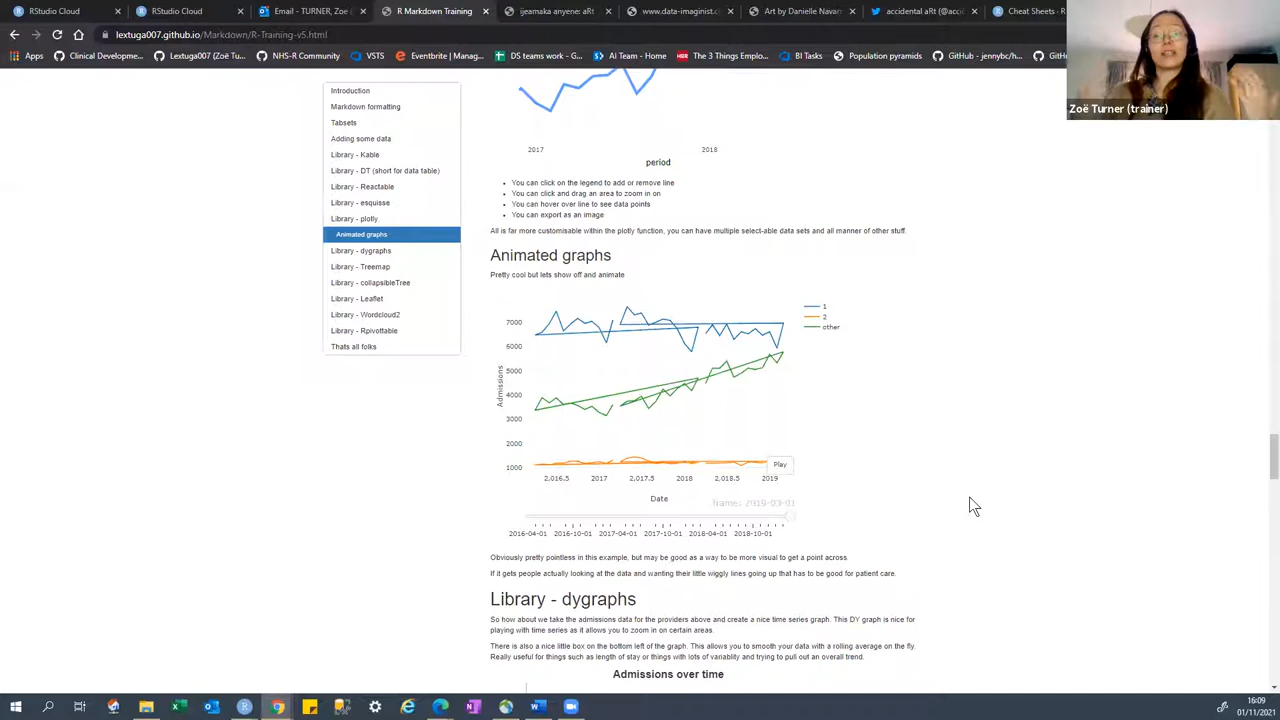 RStudio Cloud
RStudio Cloud
Email - TURNER, Zoë (
R Markdown Training
ijeamaka anyene: aRt
www.data-imaginist.c
Art by Danielle Navar
accidental aRt (@acci
Cheat Sheets - R
lextuga007.github.io/Markdown/R-Training-v5.html
Apps
Clinical Developme...
Lextuga007 (Zoë Tu...
GitHub - NHSRCom...
VSTS
Eventbrite | Manag...
DS teams work - G...
AI Team - Home
The 3 Things Emplo...
BI Tasks
Population pyramids
GitHub - jennybc/h...
Zoë Turner (trainer)
Introduction
Markdown formatting
Tabsets
Adding some data
Library - Kable
Library - DT (short for data table)
Library - Reactable
Library - esquisse
Library - plotly
Animated graphs
Library - dygraphs
Library - Treemap
Library - collapsibleTree
Library - Leaflet
Library - Wordcloud2
Library - Rpivottable
Thats all folks
2017 2018
period
You can click on the legend to add or remove line
You can click and drag an area to zoom in on
You can hover over line to see data points
You can export as an image
All is far more customisable within the plotly function, you can have multiple select-able data sets and all manner of other stuff.
Animated graphs
Pretty cool but lets show off and animate
1
2
other
7000
6000
5000
4000
3000
2000
1000
Admissions
Play
2,016.5 2017 2,017.5 2018 2,018.5 2019
Date
Name: 2019-03-01
2016-04-01 2016-10-01 2017-04-01 2017-10-01 2018-04-01 2018-10-01
Obviously pretty pointless in this example, but may be good as a way to be more visual to get a point across.
If it gets people actually looking at the data and wanting their little wiggly lines going up that has to be good for patient care.
Library - dygraphs
So how about we take the admissions data for the providers above and create a nice time series graph. This DY graph is nice for
playing with time series as it allows you to zoom in on certain areas.
There is also a nice little box on the bottom left of the graph. This allows you to smooth your data with a rolling average on the fly.
Really useful for things such as length of stay or things with lots of variablity and trying to pull out an overall trend.
Admissions over time
16:09
01/11/2021